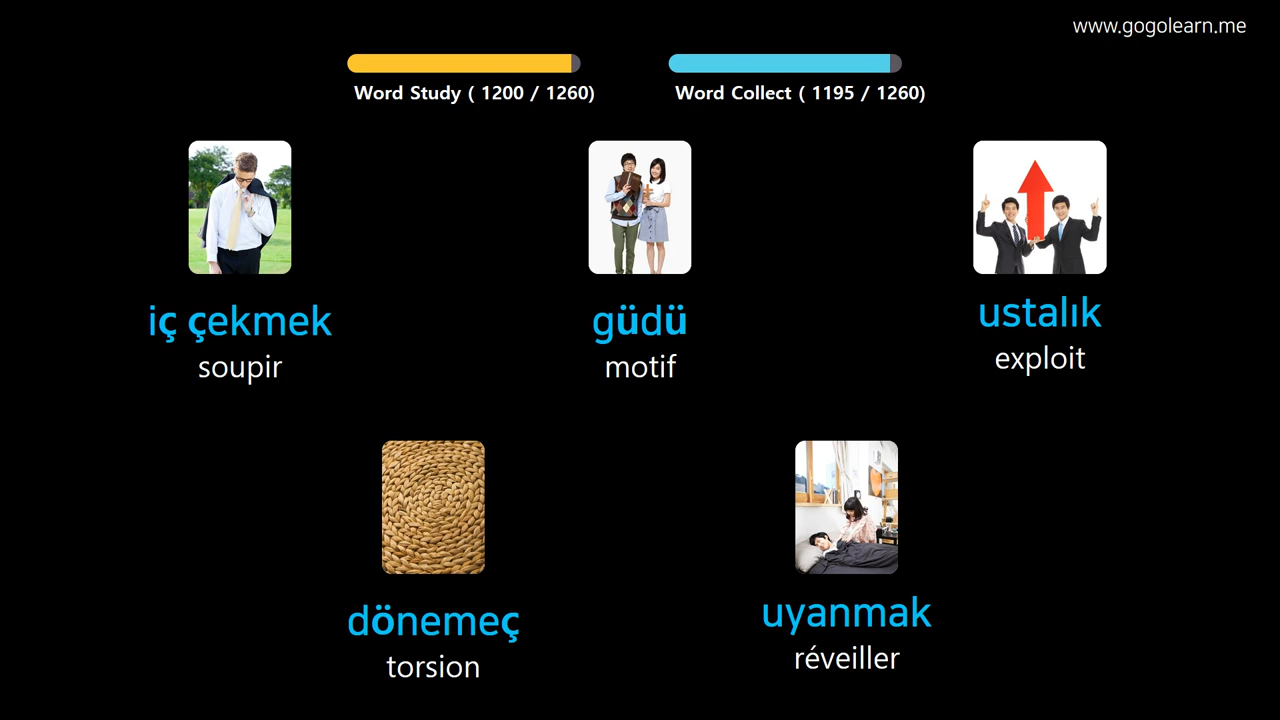 www.gogolearn.me
Word Study ( 1200 / 1260)
Word Collect ( 1195 / 1260)
iç çekmek
soupir
güdü
motif
ustalık
exploit
dönemeç
torsion
uyanmak
réveiller